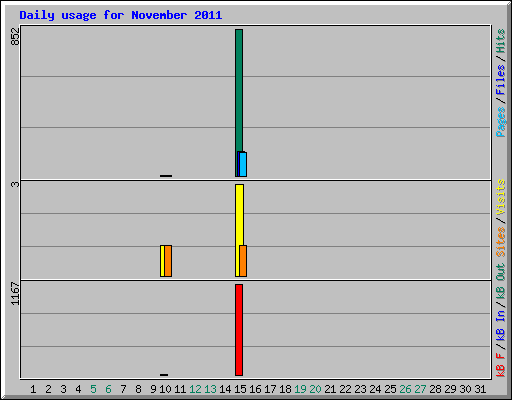 Daily usage for November 2011
852
3
1167
Pages/Files/Hits
Sites/Visits
kB F/kB In/kB Out
1 2 3 4 5 6 7 8 9 10 11 12 13 14 15 16 17 18 19 20 21 22 23 24 25 26 27 28 29 30 31